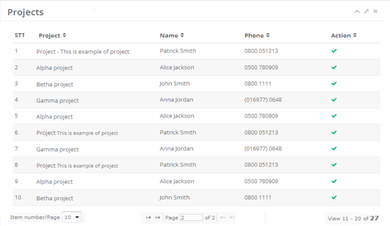 Projects
STT Project Name Phone Action
1 Project - This is example of project Patrick Smith 0800 051213
2 Alpha project Alice Jackson 0500 780909
3 Betha project John Smith 0800 1111
4 Gamma project Anna Jordan (016977) 0648
5 Alpha project Alice Jackson 0500 780909
6 Project This is example of project Patrick Smith 0800 051213
7 Gamma project Anna Jordan (016977) 0648
8 Project This is example of project Patrick Smith 0800 051213
9 Alpha project Alice Jackson 0500 780909
10 Betha project John Smith 0800 1111
Item number/Page 10 Page 2 of 2 View 11 - 20 of 27